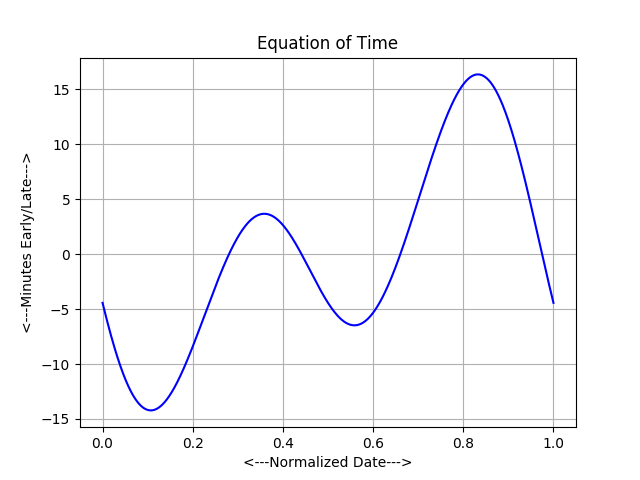 Equation of Time
<---Minutes Early/Late--->
15
10
5
0
−5
−10
−15
0.0 0.2 0.4 0.6 0.8 1.0
<---Normalized Date--->